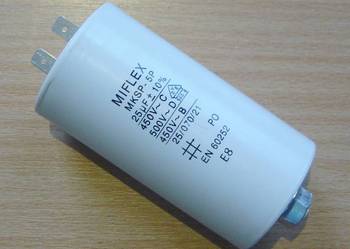 MIFLEX
MKSP-5P
25µF ± 10%
450V~ C
500V~ D
450V~ B
25/070/21
PO
EN 60252
E8